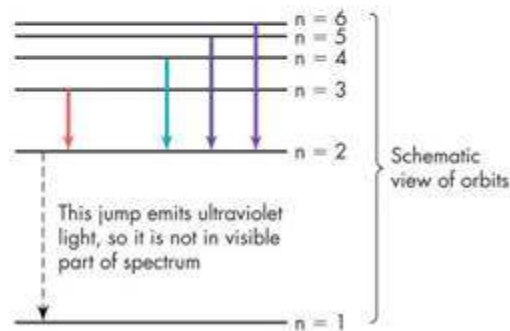 n = 6
n = 5
n = 4
n = 3
n = 2
Schematic
view of orbits
This jump emits ultraviolet
light, so it is not in visible
part of spectrum
n = 1